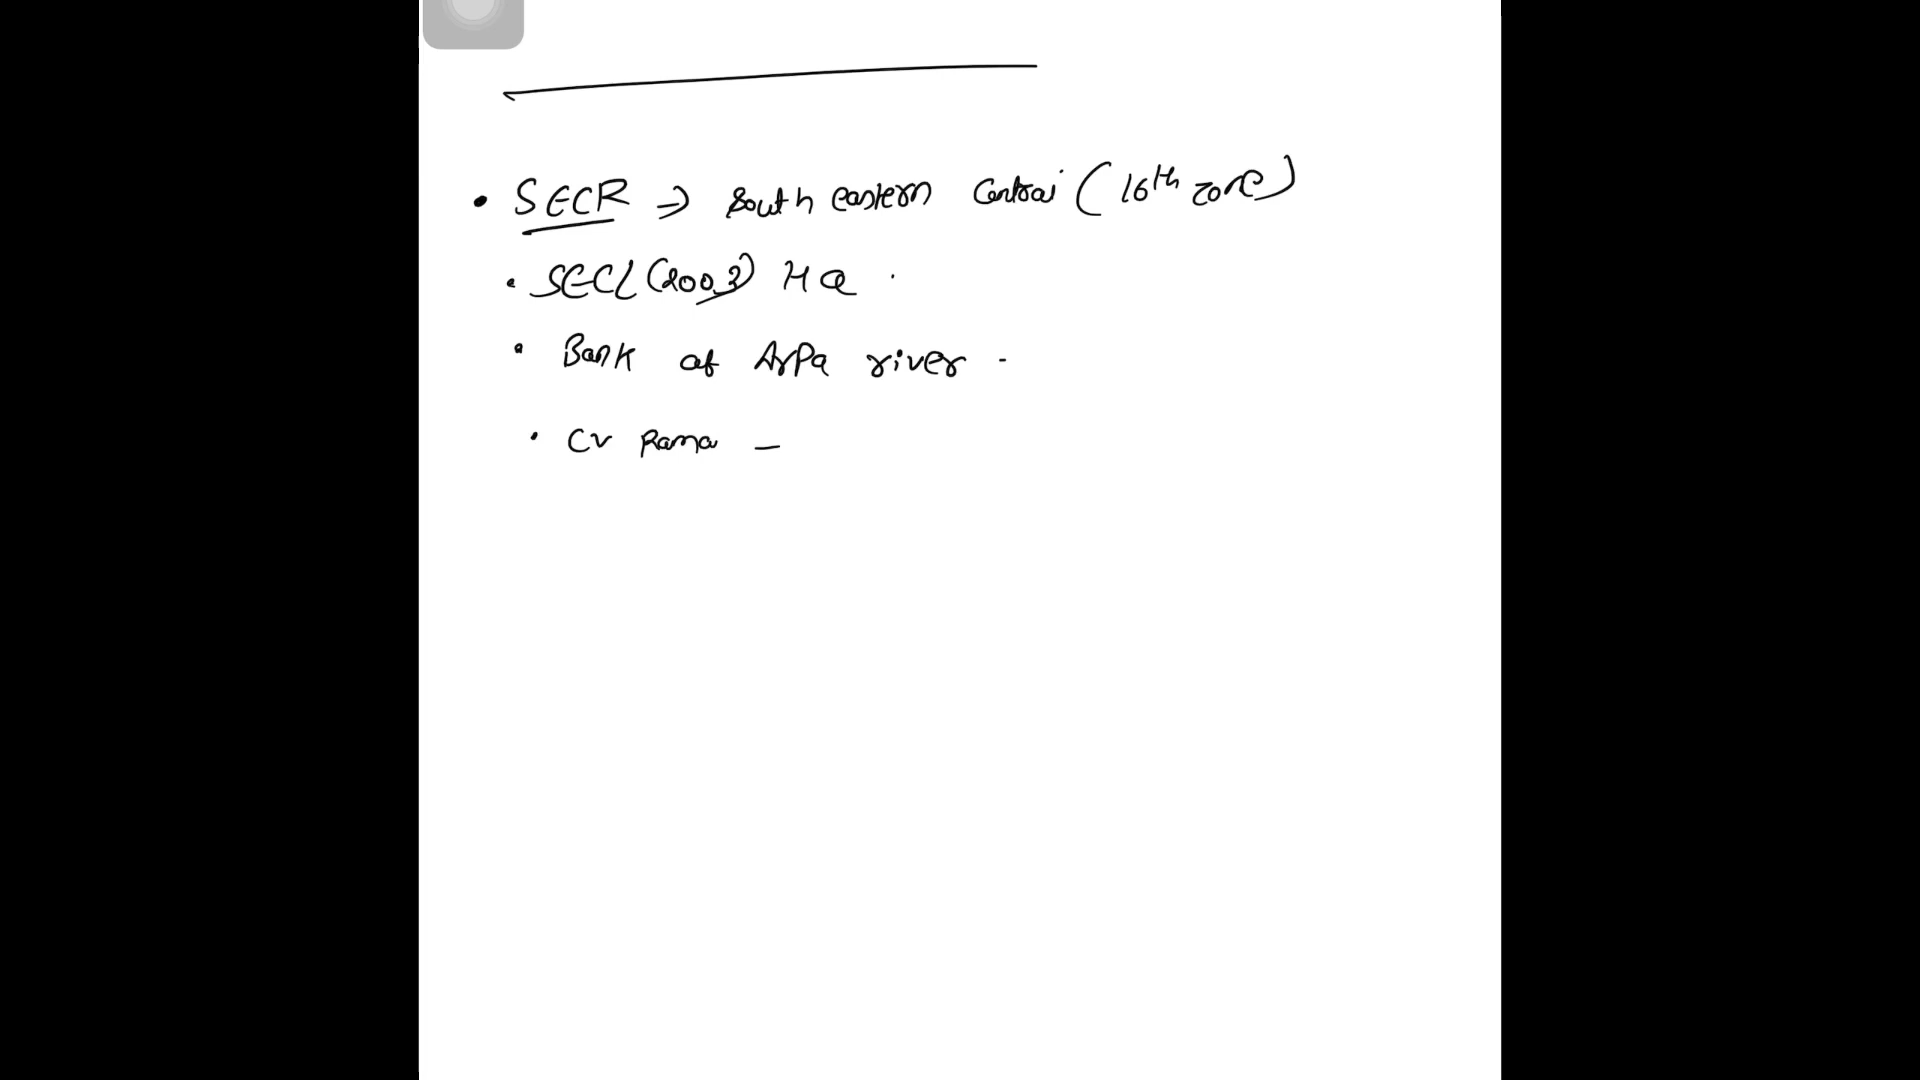 • SECR ⇒ South eastern Central (16th zone)
• SECL (2003) HQ .
• Bank of Arpa river -
• CV Rama —